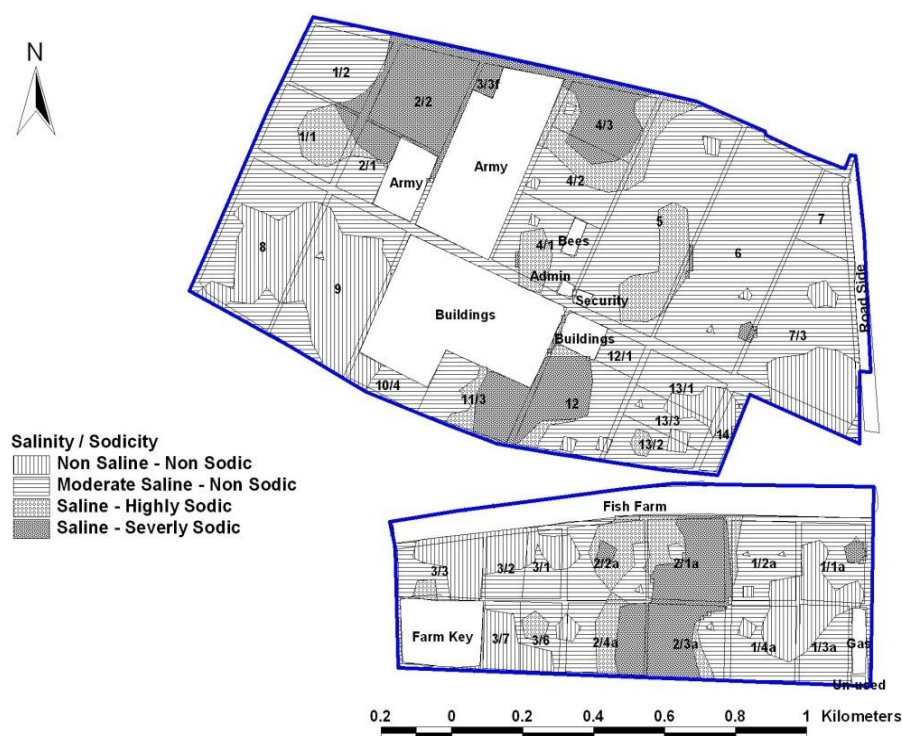 N
1/2
2/2
3/3f
4/3
1/1
2/1
Army
Army
4/2
5
7
4/1
Bees
6
8
9
Admin
Security
Road Side
Buildings
Buildings
7/3
12/1
10/4
11/3
12
13/1
13/3
13/2
14
Salinity / Sodicity
Non Saline - Non Sodic
Moderate Saline - Non Sodic
Saline - Highly Sodic
Saline - Severly Sodic
Fish Farm
3/3
3/2
3/1
2/2a
2/1a
1/2a
1/1a
Farm Key
3/7
3/6
2/4a
2/3a
1/4a
1/3a
Gas
Un-used
0.2 0 0.2 0.4 0.6 0.8 1 Kilometers